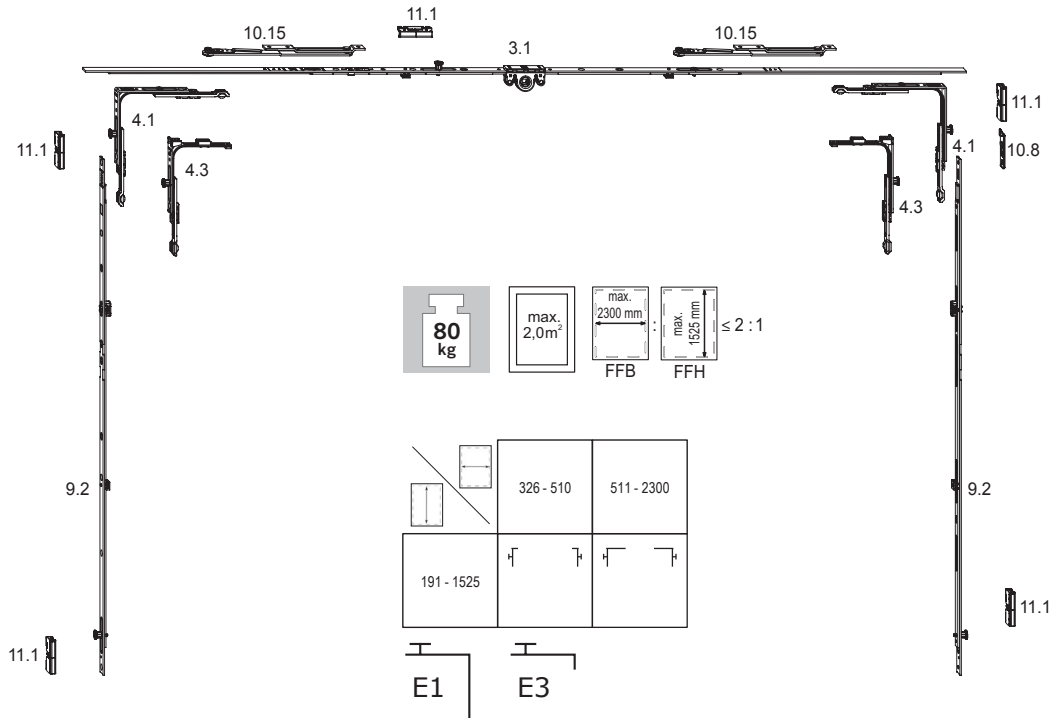 11.1
10.15
10.15
3.1
11.1
4.1
4.1
11.1
10.8
4.3
4.3
80
kg
max.
2,0m²
max.
2300 mm
:
max.
1525 mm
≤ 2 : 1
FFB
FFH
326 - 510
511 - 2300
9.2
9.2
191 - 1525
11.1
11.1
E1
E3